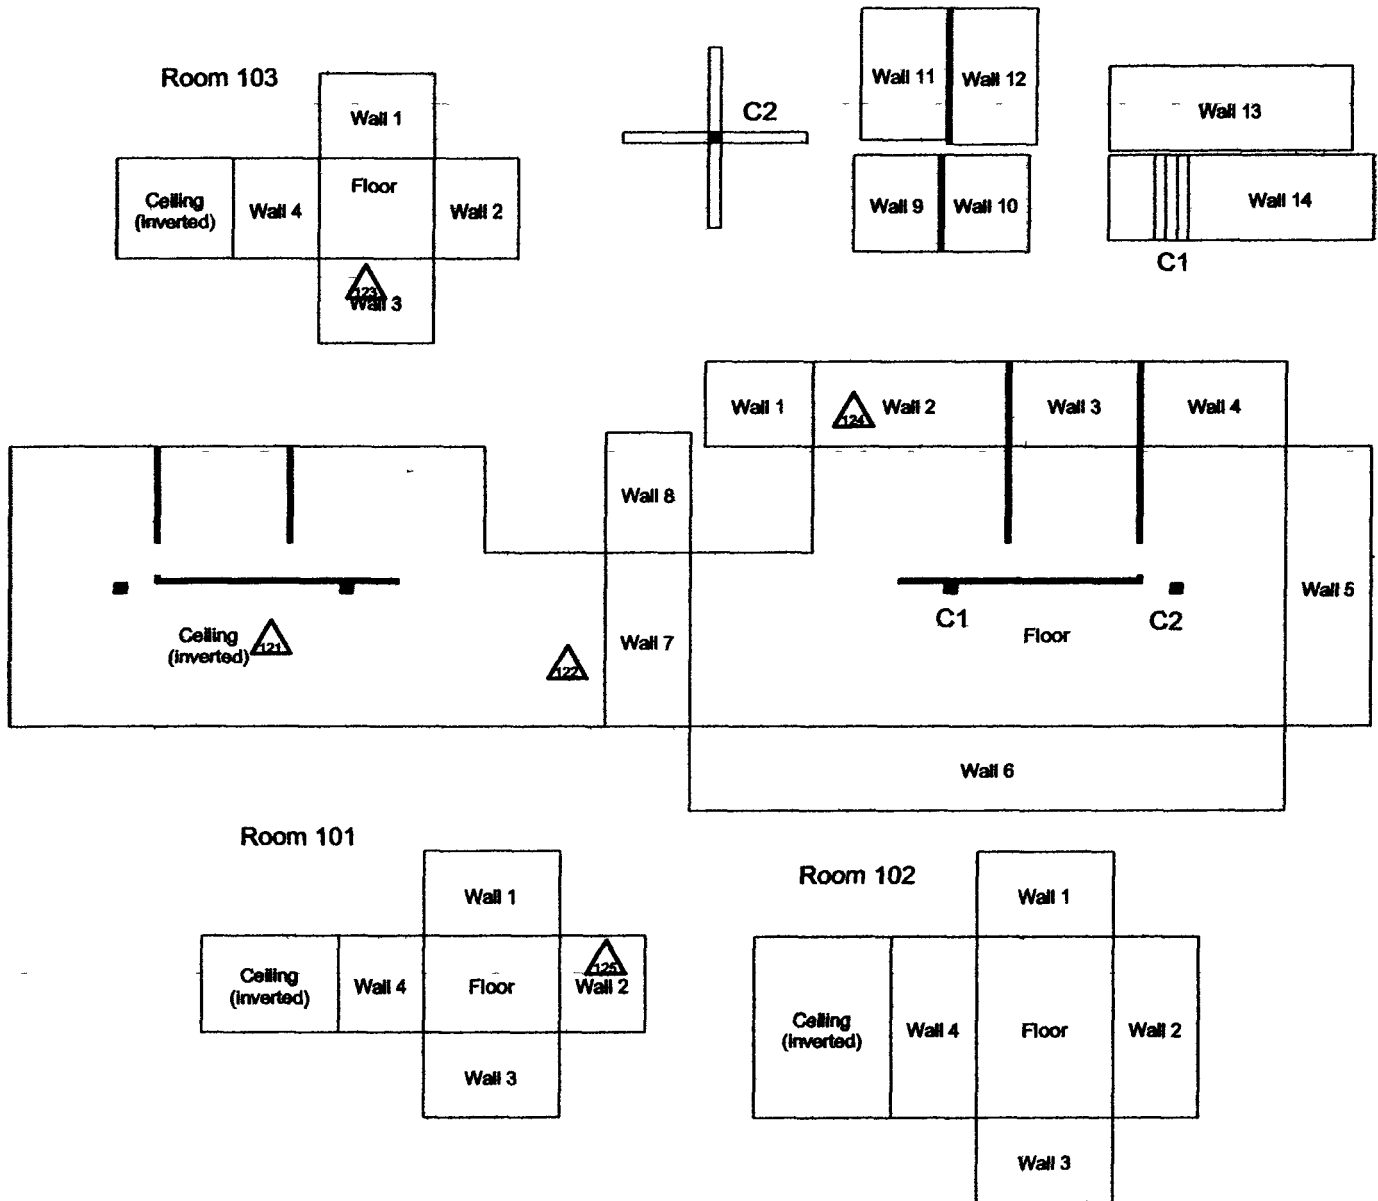 Room 103
Wall 1
Ceiling
(inverted)
Wall 4
Floor
Wall 2
123
Wall 3
C2
Wall 11
Wall 12
Wall 9
Wall 10
Wall 13
Wall 14
C1
Wall 1
124
Wall 2
Wall 3
Wall 4
Wall 8
Wall 5
C1
C2
Ceiling
(inverted)
121
122
Wall 7
Floor
Wall 6
Room 101
Wall 1
Ceiling
(inverted)
Wall 4
Floor
125
Wall 2
Wall 3
Room 102
Wall 1
Ceiling
(inverted)
Wall 4
Floor
Wall 2
Wall 3